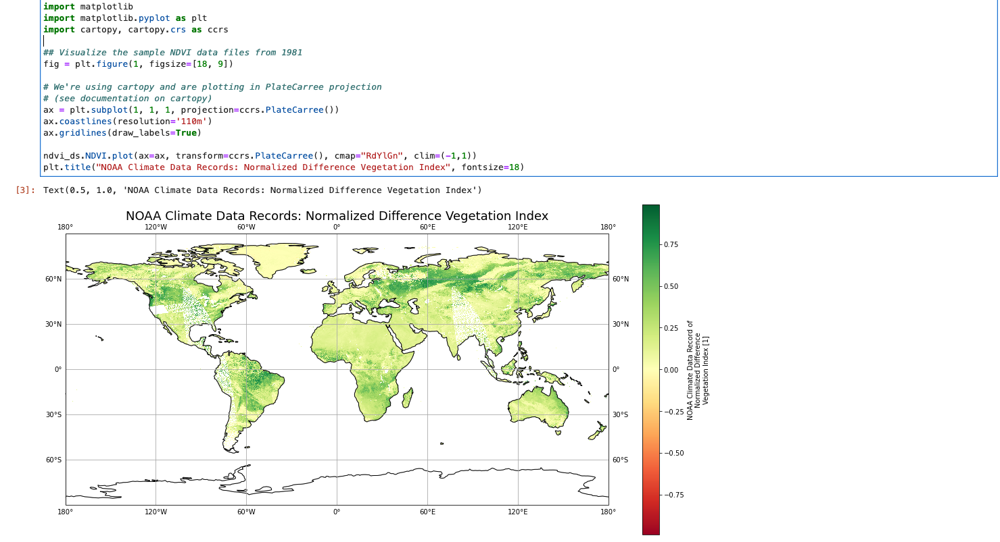 import matplotlib
import matplotlib.pyplot as plt
import cartopy, cartopy.crs as ccrs
## Visualize the sample NDVI data files from 1981
fig = plt.figure(1, figsize=[18, 9])
# We're using cartopy and are plotting in PlateCarree projection
# (see documentation on cartopy)
ax = plt.subplot(1, 1, 1, projection=ccrs.PlateCarree())
ax.coastlines(resolution='110m')
ax.gridlines(draw_labels=True)
ndvi_ds.NDVI.plot(ax=ax, transform=ccrs.PlateCarree(), cmap="RdYlGn", clim=(-1,1))
plt.title("NOAA Climate Data Records: Normalized Difference Vegetation Index", fontsize=18)
[3]: Text(0.5, 1.0, 'NOAA Climate Data Records: Normalized Difference Vegetation Index')
NOAA Climate Data Records: Normalized Difference Vegetation Index
180° 120°W 60°W 0° 60°E 120°E 180°
60°N 60°N
30°N 30°N
0° 0°
30°S 30°S
60°S 60°S
180° 120°W 60°W 0° 60°E 120°E 180°
0.75
0.50
0.25
0.00
−0.25
−0.50
−0.75
NOAA Climate Data Record of
Normalized Difference
Vegetation Index [1]